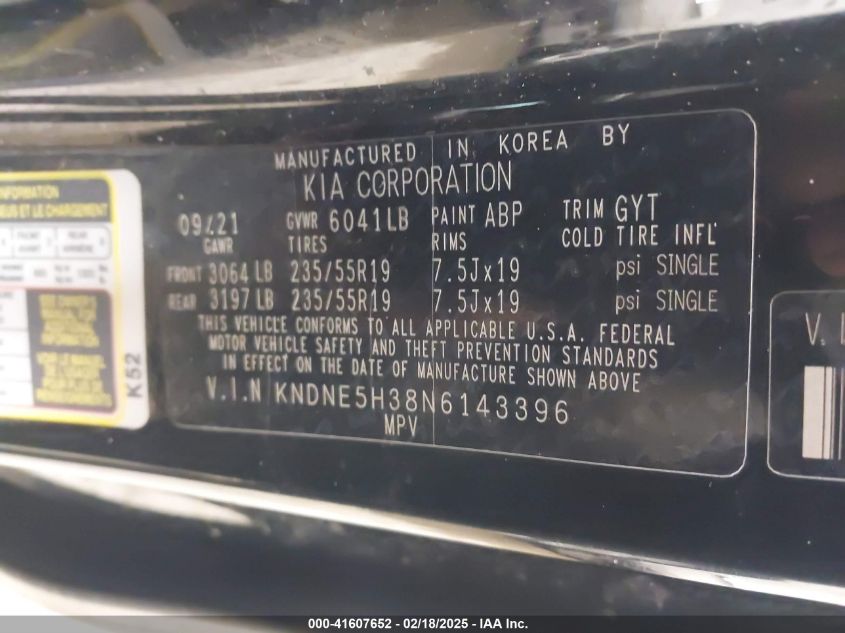 MANUFACTURED IN KOREA BY
KIA CORPORATION
09/21 GVWR 6041LB PAINT ABP TRIM GYT
GAWR TIRES RIMS COLD TIRE INFL
FRONT 3064 LB 235/55R19 7.5Jx19 psi SINGLE
REAR 3197 LB 235/55R19 7.5Jx19 psi SINGLE
THIS VEHICLE CONFORMS TO ALL APPLICABLE U.S.A. FEDERAL
MOTOR VEHICLE SAFETY AND THEFT PREVENTION STANDARDS
IN EFFECT ON THE DATE OF MANUFACTURE SHOWN ABOVE
V.I.N KNDNE5H38N6143396
MPV
K52
000-41607652 - 02/18/2025 - IAA Inc.